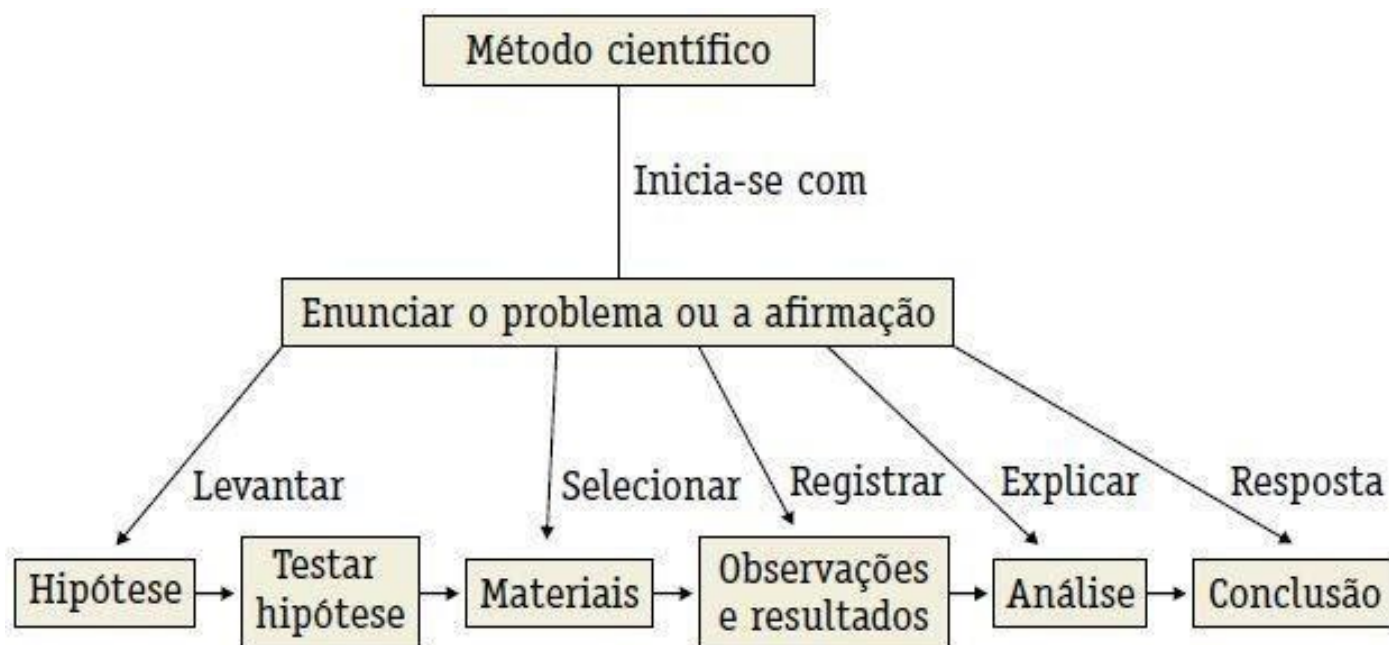 Método científico
Inicia-se com
Enunciar o problema ou a afirmação
Levantar
Selecionar
Registrar
Explicar
Resposta
Hipótese
Testar
hipótese
Materiais
Observações
e resultados
Análise
Conclusão